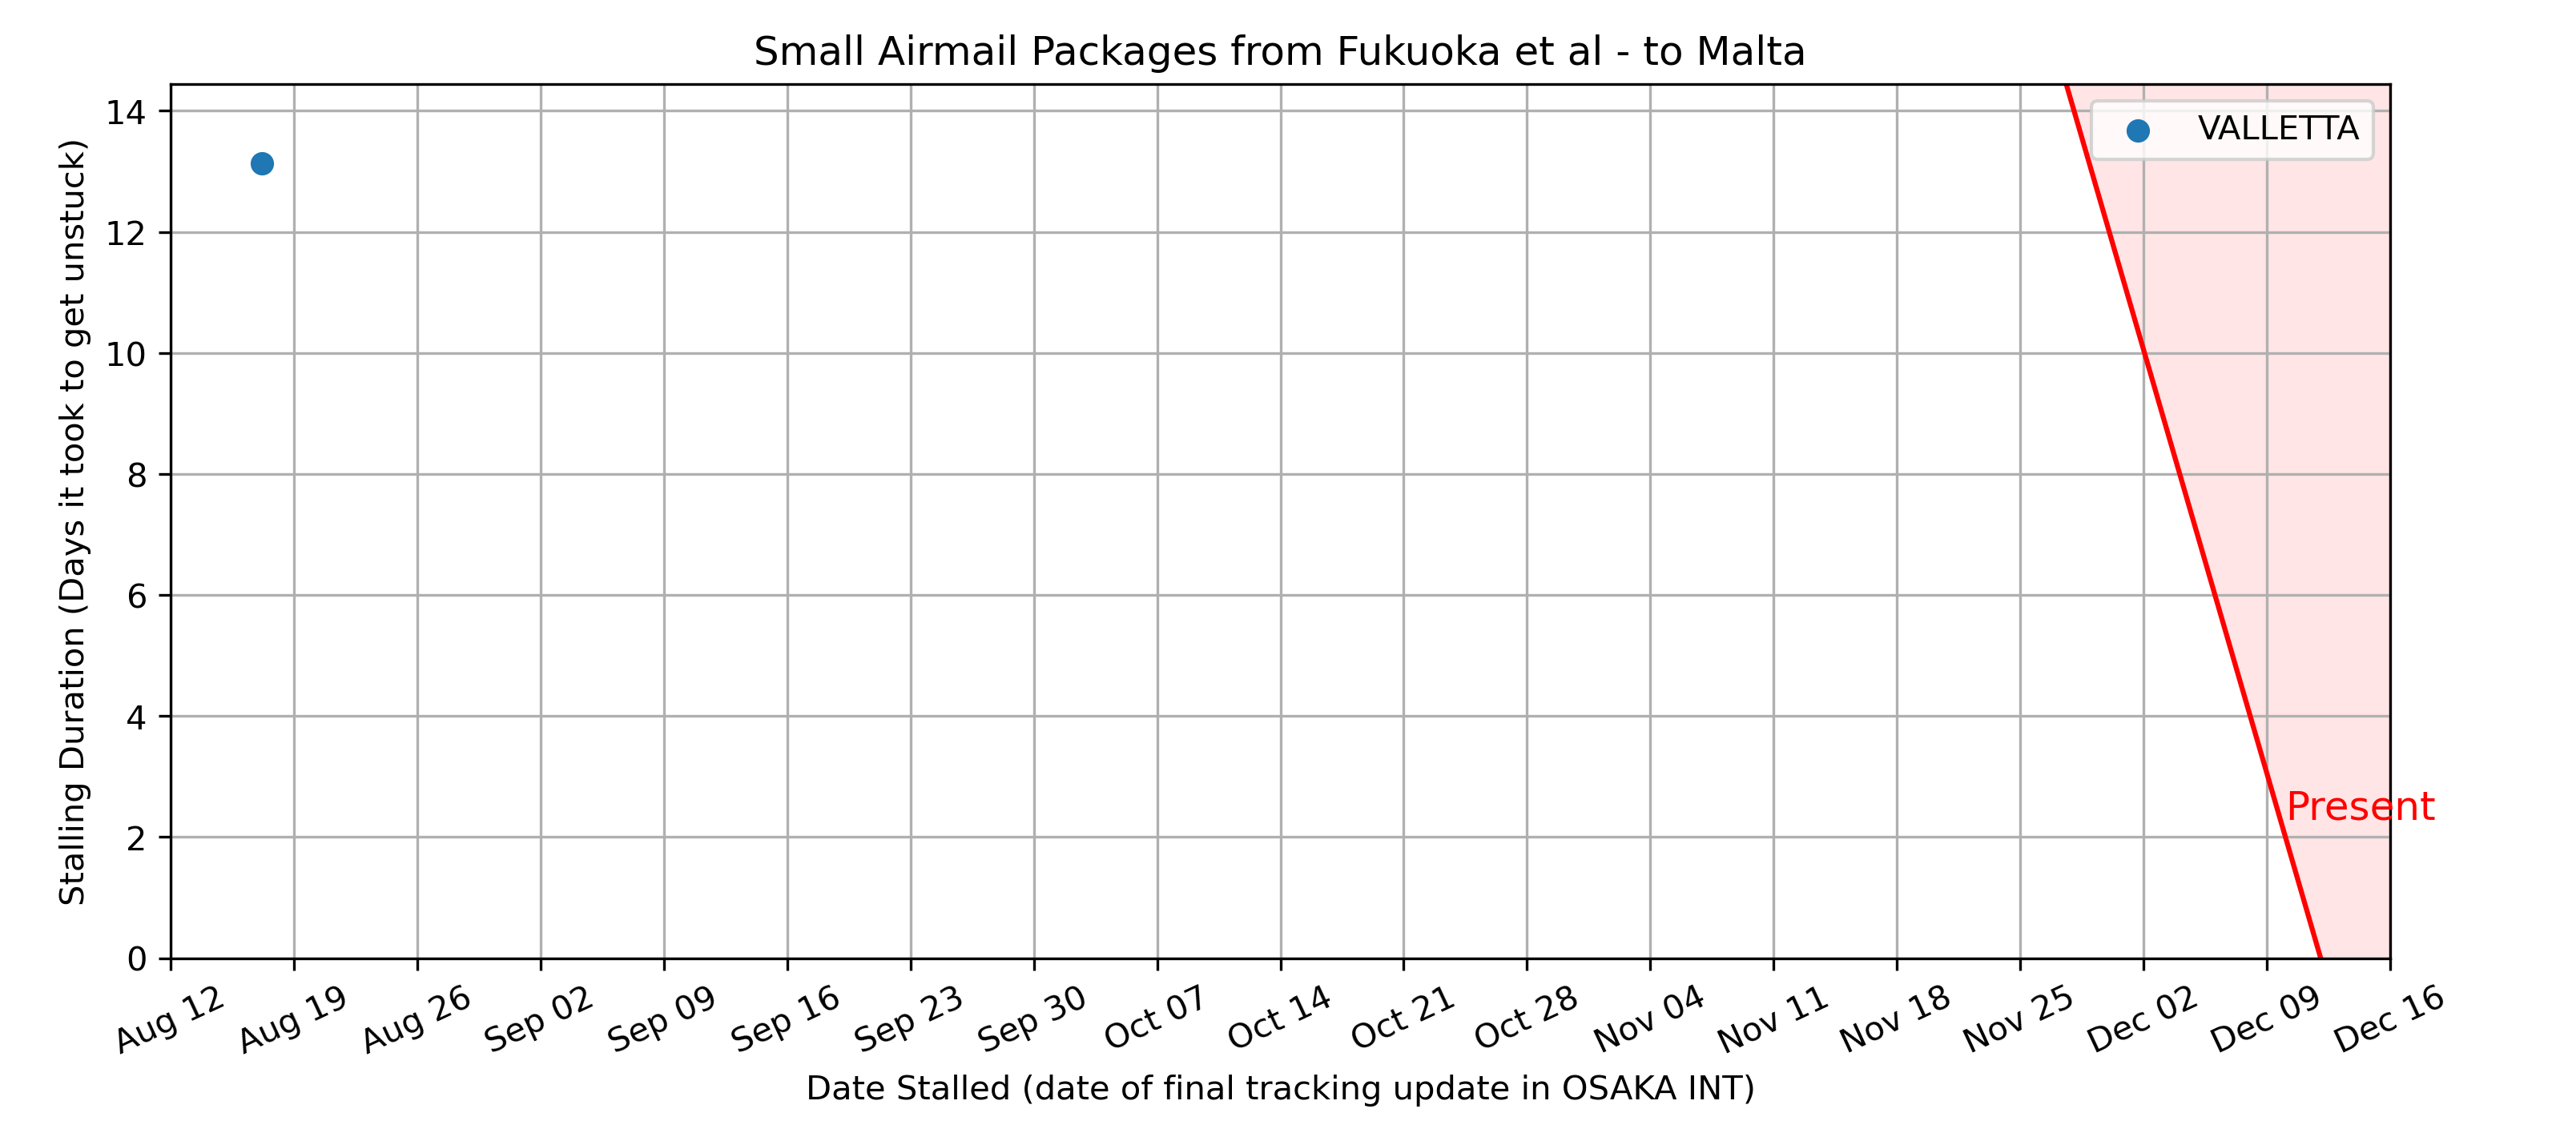 Small Airmail Packages from Fukuoka et al - to Malta
Stalling Duration (Days it took to get unstuck)
14
12
10
8
6
4
2
0
VALLETTA
Present
Aug 12 Aug 19 Aug 26 Sep 02 Sep 09 Sep 16 Sep 23 Sep 30 Oct 07 Oct 14 Oct 21 Oct 28 Nov 04 Nov 11 Nov 18 Nov 25 Dec 02 Dec 09 Dec 16
Date Stalled (date of final tracking update in OSAKA INT)